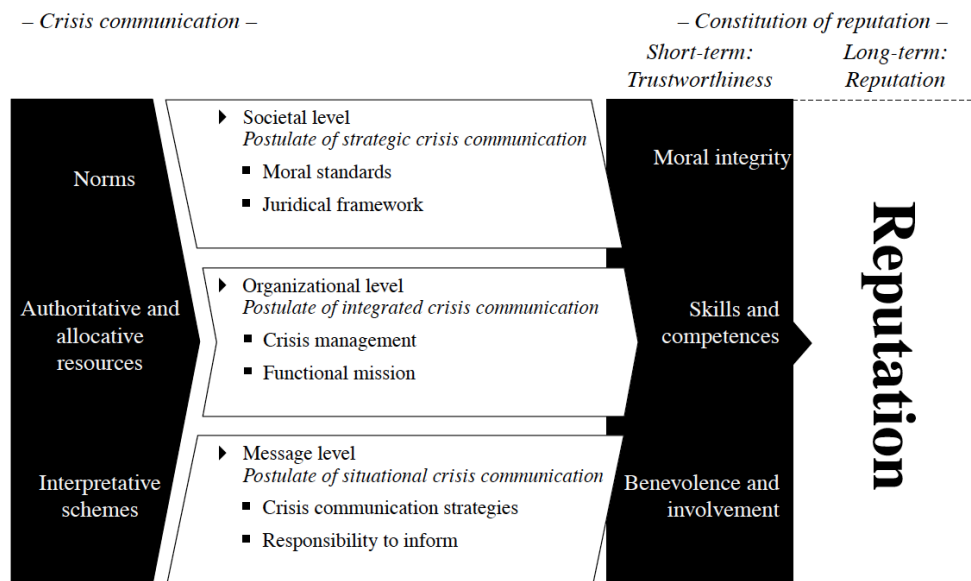 – Crisis communication –
– Constitution of reputation –
Short-term:
Trustworthiness
Long-term:
Reputation
Norms
Societal level
Postulate of strategic crisis communication
Moral standards
Juridical framework
Moral integrity
Authoritative and
allocative
resources
Organizational level
Postulate of integrated crisis communication
Crisis management
Functional mission
Skills and
competences
Interpretative
schemes
Message level
Postulate of situational crisis communication
Crisis communication strategies
Responsibility to inform
Benevolence and
involvement
Reputation